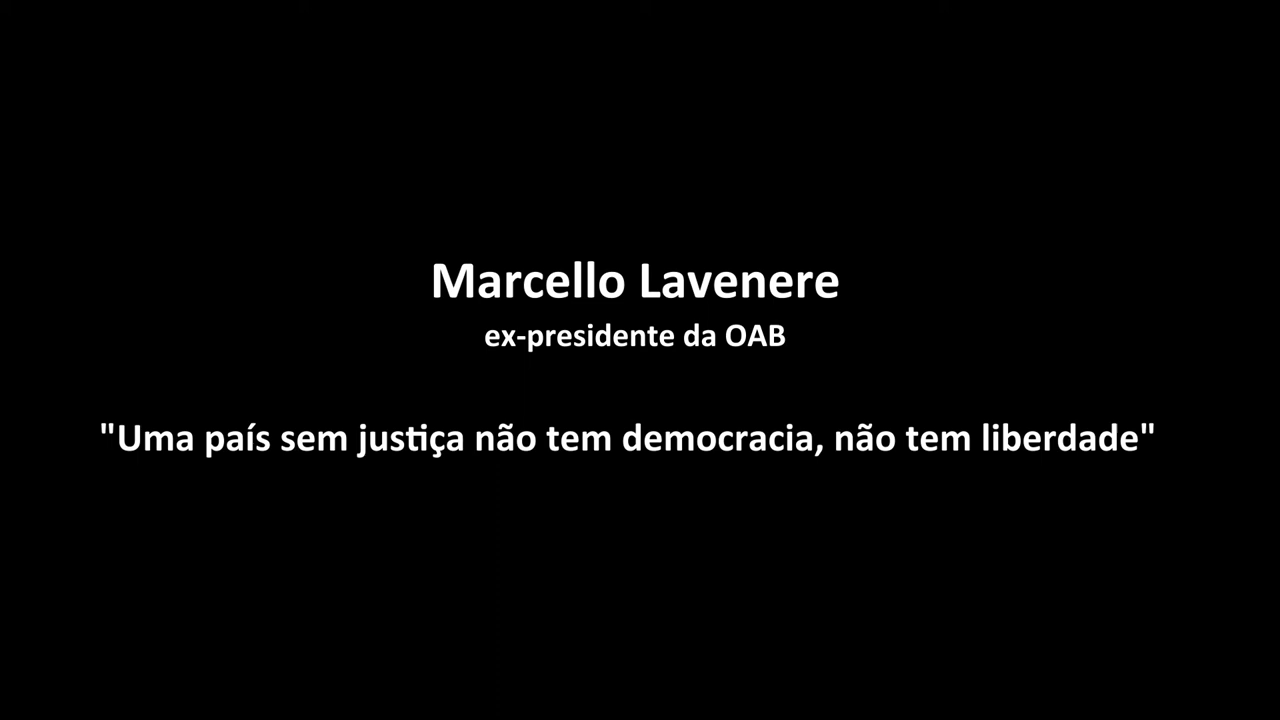 Marcello Lavenere
ex-presidente da OAB
"Uma país sem justiça não tem democracia, não tem liberdade"